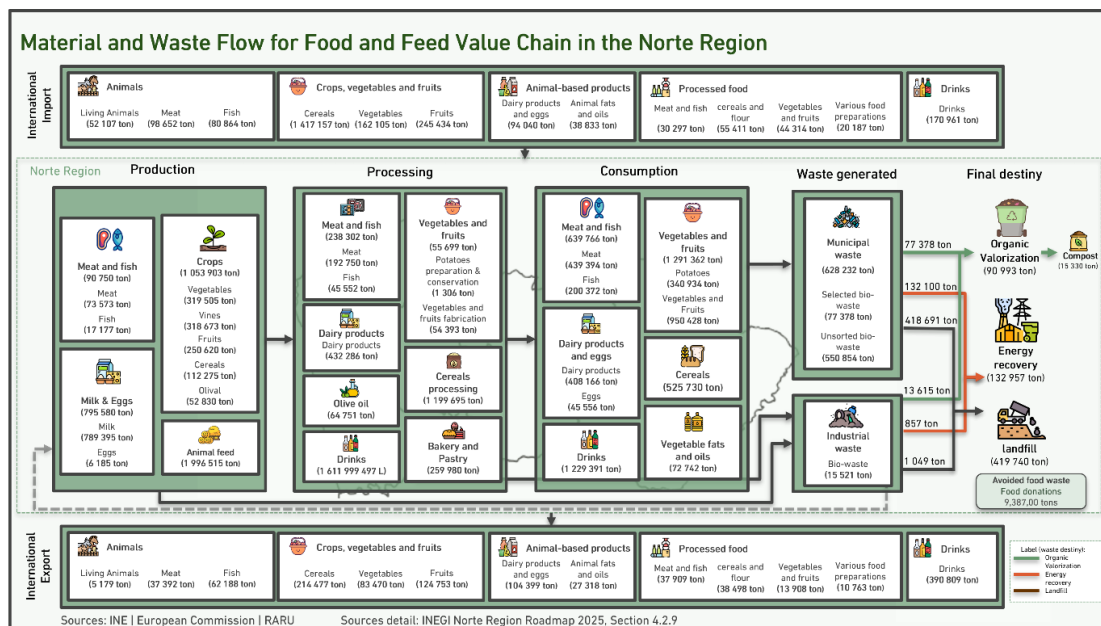 Material and Waste Flow for Food and Feed Value Chain in the Norte Region
International
Import
Animals
Living Animals
(52 107 ton)
Meat
(98 652 ton)
Fish
(80 864 ton)
Crops, vegetables and fruits
Cereals
(1 417 157 ton)
Vegetables
(162 105 ton)
Fruits
(245 434 ton)
Animal-based products
Dairy products
and eggs
(94 040 ton)
Animal fats
and oils
(38 833 ton)
Processed food
Meat and fish
(30 297 ton)
cereals and
flour
(55 411 ton)
Vegetables
and fruits
(44 314 ton)
Various food
preparations
(20 187 ton)
Drinks
Drinks
(170 961 ton)
Norte Region
Production
Meat and fish
(90 750 ton)
Meat
(73 573 ton)
Fish
(17 177 ton)
Milk & Eggs
(795 580 ton)
Milk
(789 395 ton)
Eggs
(6 185 ton)
Crops
(1 053 903 ton)
Vegetables
(319 505 ton)
Vines
(318 673 ton)
Fruits
(250 620 ton)
Cereals
(112 275 ton)
Olival
(52 830 ton)
Animal feed
(1 996 515 ton)
Processing
Meat and fish
(238 302 ton)
Meat
(192 750 ton)
Fish
(45 552 ton)
Dairy products
Dairy products
(432 286 ton)
Olive oil
(64 751 ton)
Drinks
(1 611 999 497 L)
Vegetables and
fruits
(55 699 ton)
Potatoes
preparation &
conservation
(1 306 ton)
Vegetables and
fruits fabrication
(54 393 ton)
Cereals
processing
(1 199 695 ton)
Bakery and
Pastry
(259 980 ton)
Consumption
Meat and fish
(639 766 ton)
Meat
(439 394 ton)
Fish
(200 372 ton)
Dairy products
and eggs
Dairy products
(408 166 ton)
Eggs
(45 556 ton)
Drinks
(1 229 391 ton)
Vegetables and
fruits
(1 291 362 ton)
Potatoes
(340 934 ton)
Vegetables and
Fruits
(950 428 ton)
Cereals
(525 730 ton)
Vegetable fats
and oils
(72 742 ton)
Waste generated
Municipal
waste
(628 232 ton)
Selected bio-
waste
(77 378 ton)
Unsorted bio-
waste
(550 854 ton)
Industrial
waste
Bio-waste
(15 521 ton)
77 378 ton
132 100 ton
418 691 ton
13 615 ton
857 ton
1 049 ton
Final destiny
Organic
Valorization
(90 993 ton)
Compost
(15 330 ton)
Energy
recovery
(132 957 ton)
landfill
(419 740 ton)
Avoided food waste
Food donations
9,387,00 tons
International
Export
Animals
Living Animals
(5 179 ton)
Meat
(37 392 ton)
Fish
(62 188 ton)
Crops, vegetables and fruits
Cereals
(214 477 ton)
Vegetables
(83 470 ton)
Fruits
(124 753 ton)
Animal-based products
Dairy products
and eggs
(104 399 ton)
Animal fats
and oils
(27 318 ton)
Processed food
Meat and fish
(37 909 ton)
cereals and
flour
(38 498 ton)
Vegetables
and fruits
(13 908 ton)
Various food
preparations
(10 763 ton)
Drinks
Drinks
(390 809 ton)
Label (waste destiny):
Organic
Valorization
Energy
recovery
Landfill
Sources: INE | European Commission | RARU
Sources detail: INEGI Norte Region Roadmap 2025, Section 4.2.9